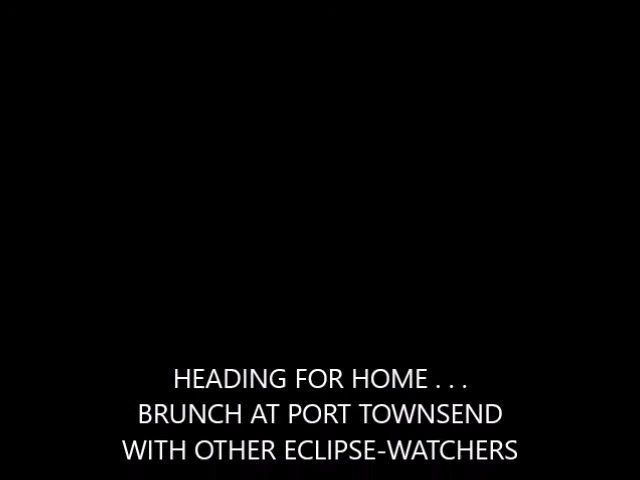 HEADING FOR HOME . . .
BRUNCH AT PORT TOWNSEND
WITH OTHER ECLIPSE-WATCHERS